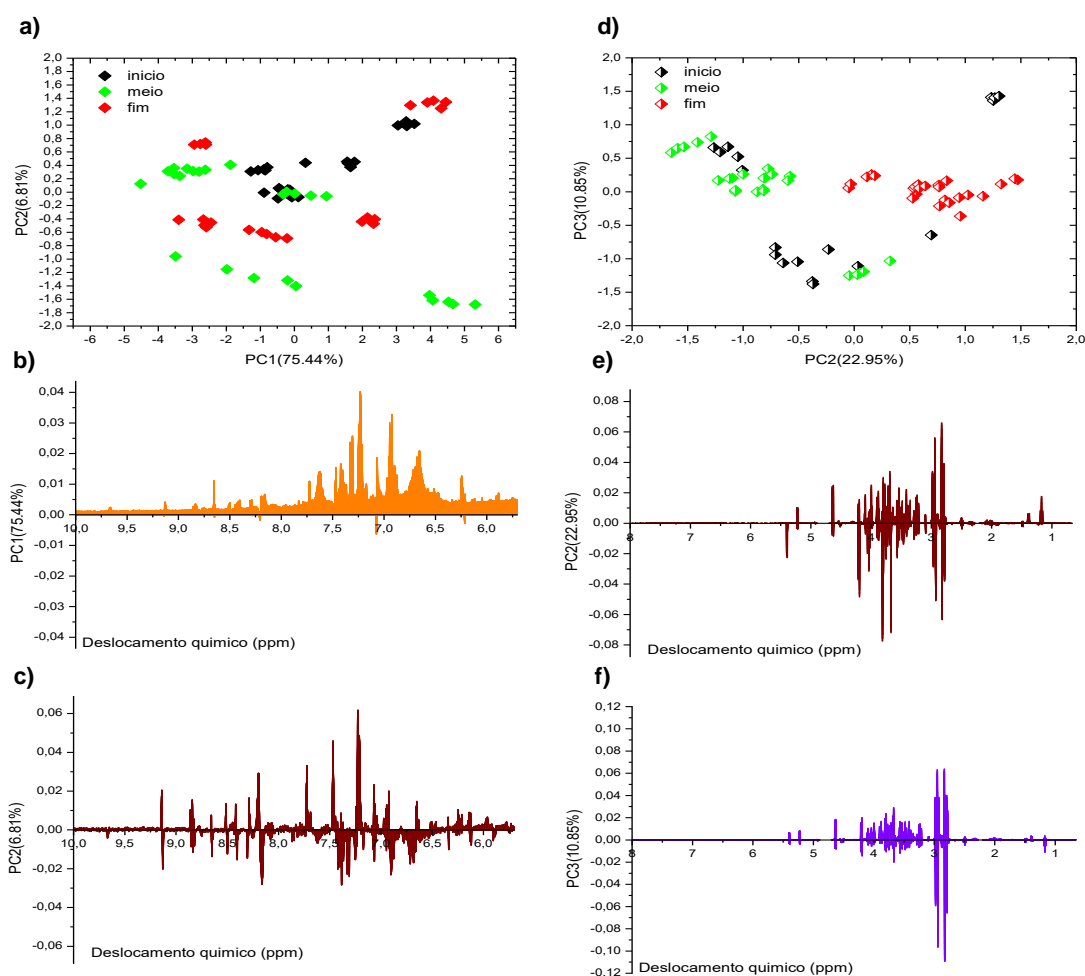 a)
2,0
1,8
1,6
1,4
1,2
1,0
0,8
0,6
0,4
0,2
0,0
-0,2
-0,4
-0,6
-0,8
-1,0
-1,2
-1,4
-1,6
-1,8
-2,0
PC2(6.81%)
inicio
meio
fim
-6 -5 -4 -3 -2 -1 0 1 2 3 4 5 6
PC1(75.44%)
d)
2,0
1,5
1,0
0,5
0,0
-0,5
-1,0
-1,5
-2,0
PC3(10.85%)
inicio
meio
fim
-2,0 -1,5 -1,0 -0,5 0,0 0,5 1,0 1,5 2,0
PC2(22.95%)
b)
0,04
0,03
0,02
0,01
0,00
-0,01
-0,02
-0,03
-0,04
PC1(75.44%)
10,0 9,5 9,0 8,5 8,0 7,5 7,0 6,5 6,0
Deslocamento quimico (ppm)
e)
0,08
0,06
0,04
0,02
0,00
-0,02
-0,04
-0,06
-0,08
PC2(22.95%)
8 7 6 5 4 3 2 1
Deslocamento quimico (ppm)
c)
0,06
0,04
0,02
0,00
-0,02
-0,04
-0,06
PC2(6.81%)
10,0 9,5 9,0 8,5 8,0 7,5 7,0 6,5 6,0
Deslocamento quimico (ppm)
f)
0,12
0,10
0,08
0,06
0,04
0,02
0,00
-0,02
-0,04
-0,06
-0,08
-0,10
-0,12
PC3(10.85%)
8 7 6 5 4 3 2 1
Deslocamento quimico (ppm)